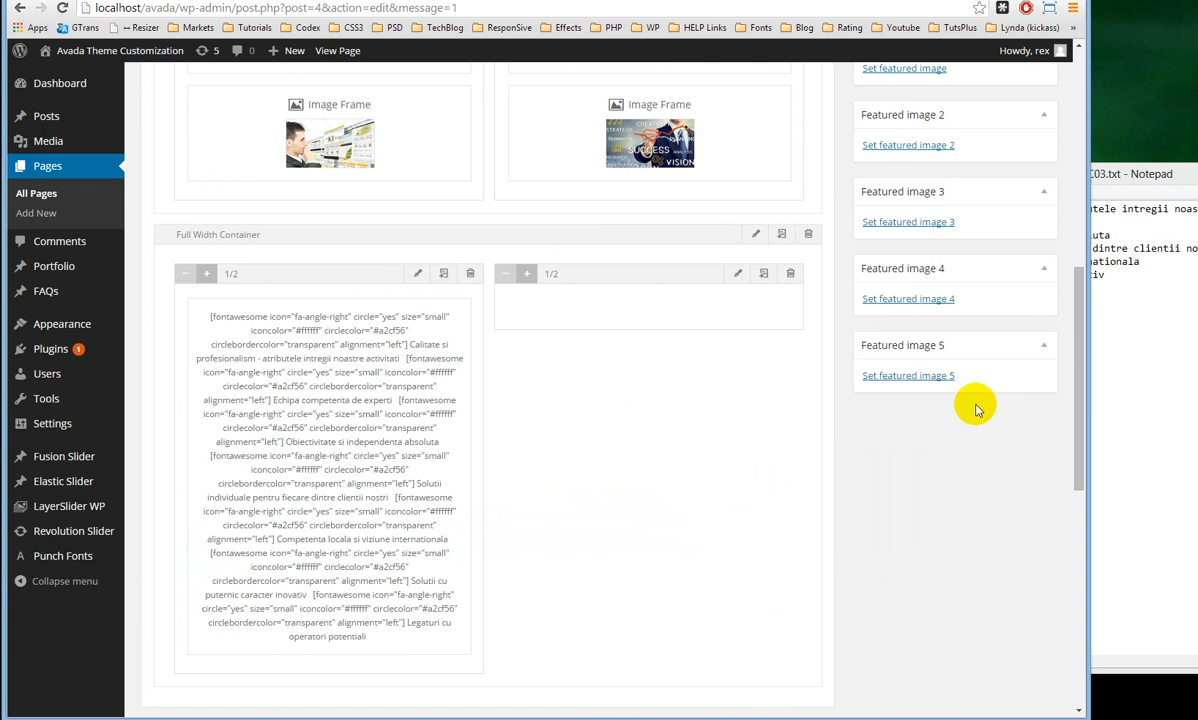 localhost/avada/wp-admin/post.php?post=4&action=edit&message=1
Apps GTrans ↔ Resizer Markets Tutorials Codex CSS3 PSD TechBlog ResponSive Effects PHP WP HELP Links Fonts Blog Rating Youtube TutsPlus Lynda (kickass) »
Avada Theme Customization 5 0 + New View Page Howdy, rex
Dashboard
Posts
Media
Pages
All Pages
Add New
Comments
Portfolio
FAQs
Appearance
Plugins 1
Users
Tools
Settings
Fusion Slider
Elastic Slider
LayerSlider WP
Revolution Slider
Punch Fonts
Collapse menu
Image Frame
Image Frame
STRATEGY
SUCCESS
VISION
Full Width Container
1/2
1/2
[fontawesome icon="fa-angle-right" circle="yes" size="small"
iconcolor="#ffffff" circlecolor="#a2cf56"
circlebordercolor="transparent" alignment="left"] Calitate si
profesionalism - atributele intregii noastre activitati [fontawesome
icon="fa-angle-right" circle="yes" size="small" iconcolor="#ffffff"
circlecolor="#a2cf56" circlebordercolor="transparent"
alignment="left"] Echipa competenta de experti [fontawesome
icon="fa-angle-right" circle="yes" size="small" iconcolor="#ffffff"
circlecolor="#a2cf56" circlebordercolor="transparent"
alignment="left"] Obiectivitate si independenta absoluta
[fontawesome icon="fa-angle-right" circle="yes" size="small"
iconcolor="#ffffff" circlecolor="#a2cf56"
circlebordercolor="transparent" alignment="left"] Solutii
individuale pentru fiecare dintre clientii nostri [fontawesome
icon="fa-angle-right" circle="yes" size="small" iconcolor="#ffffff"
circlecolor="#a2cf56" circlebordercolor="transparent"
alignment="left"] Competenta locala si viziune internationala
[fontawesome icon="fa-angle-right" circle="yes" size="small"
iconcolor="#ffffff" circlecolor="#a2cf56"
circlebordercolor="transparent" alignment="left"] Solutii cu
puternic caracter inovativ [fontawesome icon="fa-angle-right"
circle="yes" size="small" iconcolor="#ffffff" circlecolor="#a2cf56"
circlebordercolor="transparent" alignment="left"] Legaturi cu
operatori potentiali
Set featured image
Featured image 2
Set featured image 2
Featured image 3
Set featured image 3
Featured image 4
Set featured image 4
Featured image 5
Set featured image 5
C03.txt - Notepad
utele intregii noas
uta
dintre clientii no
nationala
tiv